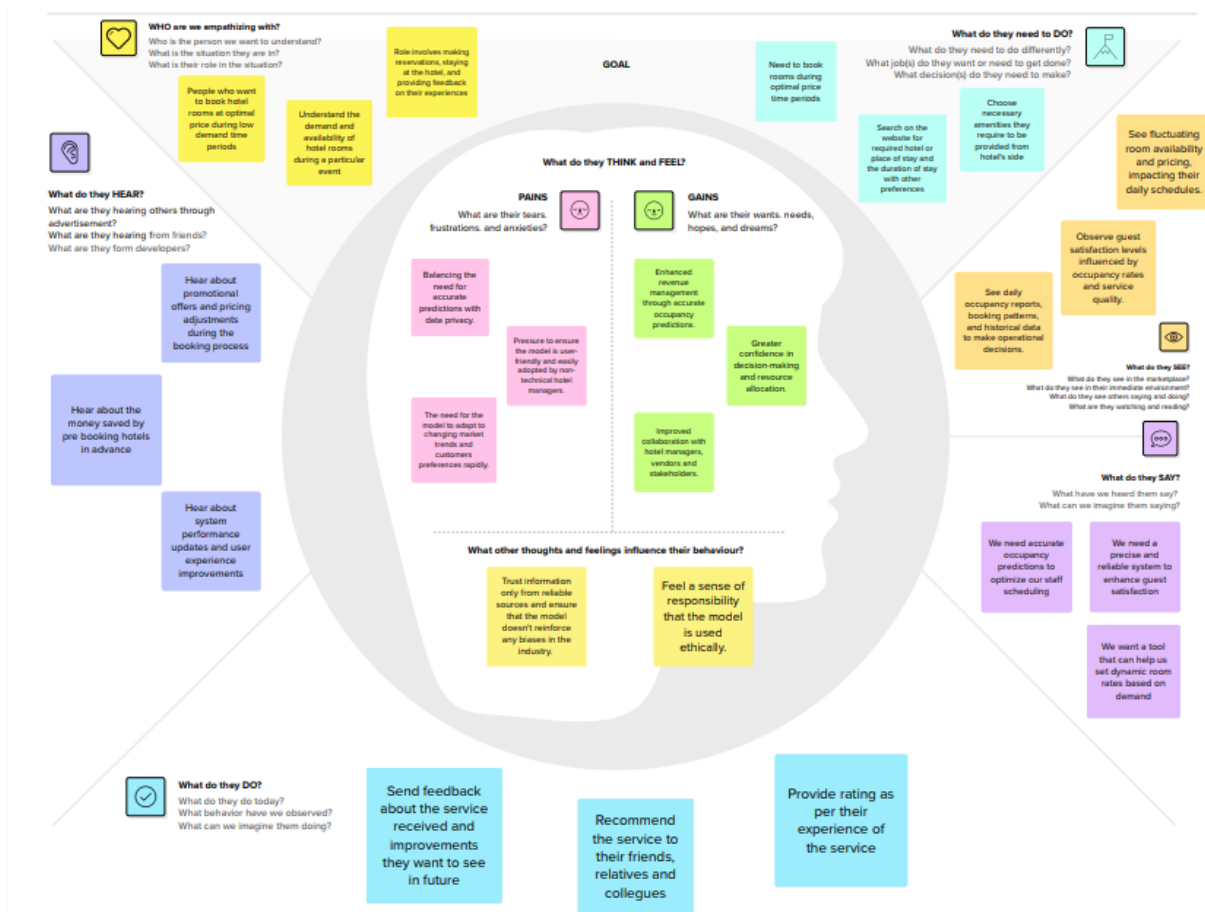 WHO are we empathizing with?
Who is the person we want to understand?
What is the situation they are in?
What is their role in the situation?
People who want
to book hotel
rooms at optimal
price during low
demand time
periods
Understand the
demand and
availability of
hotel rooms
during a particular
event
Role involves making
reservations, staying
at the hotel, and
providing feedback
on their experiences
GOAL
What do they need to DO?
What do they need to do differently?
What job(s) do they want or need to get done?
What decision(s) do they need to make?
Need to book
rooms during
optimal price
time periods
Search on the
website for
required hotel or
place of stay and
the duration of stay
with other
preferences
Choose
necessary
amenities they
require to be
provided from
hotel's side
What do they HEAR?
What are they hearing others through
advertisement?
What are they hearing from friends?
What are they form developers?
Hear about
promotional
offers and pricing
adjustments
during the
booking process
Hear about the
money saved by
pre booking hotels
in advance
Hear about
system
performance
updates and user
experience
improvements
What do they THINK and FEEL?
PAINS
What are their tears.
frustrations. and anxieties?
Balancing the
need for
accurate
predictions with
data privacy.
Pressure to ensure
the model is user-
friendly and easily
adopted by non-
technical hotel
managers.
The need for the
model to adapt to
changing market
trends and
customers
preferences rapidly.
GAINS
What are their wants. needs,
hopes, and dreams?
Enhanced
revenue
management
through accurate
occupancy
predictions.
Greater
confidence in
decision-making
and resource
allocation.
Improved
collaboration with
hotel managers,
vendors and
stakeholders.
What other thoughts and feelings influence their behaviour?
Trust information
only from reliable
sources and ensure
that the model
doesn't reinforce
any biases in the
industry.
Feel a sense of
responsibility
that the model
is used
ethically.
See fluctuating
room availability
and pricing,
impacting their
daily schedules.
Observe guest
satisfaction levels
influenced by
occupancy rates
and service
quality.
See daily
occupancy reports,
booking patterns,
and historical data
to make operational
decisions.
What do they SEE?
What do they see in the marketplace?
What do they see in their immediate environment?
What do they see others saying and doing?
What are they watching and reading?
What do they SAY?
What have we heard them say?
What can we imagine them saying?
We need accurate
occupancy
predictions to
optimize our staff
scheduling
We need a
precise and
reliable system to
enhance guest
satisfaction
We want a tool
that can help us
set dynamic room
rates based on
demand
What do they DO?
What do they do today?
What behavior have we observed?
What can we imagine them doing?
Send feedback
about the service
received and
improvements
they want to see
in future
Recommend
the service to
their friends,
relatives and
collegues
Provide rating as
per their
experience of
the service